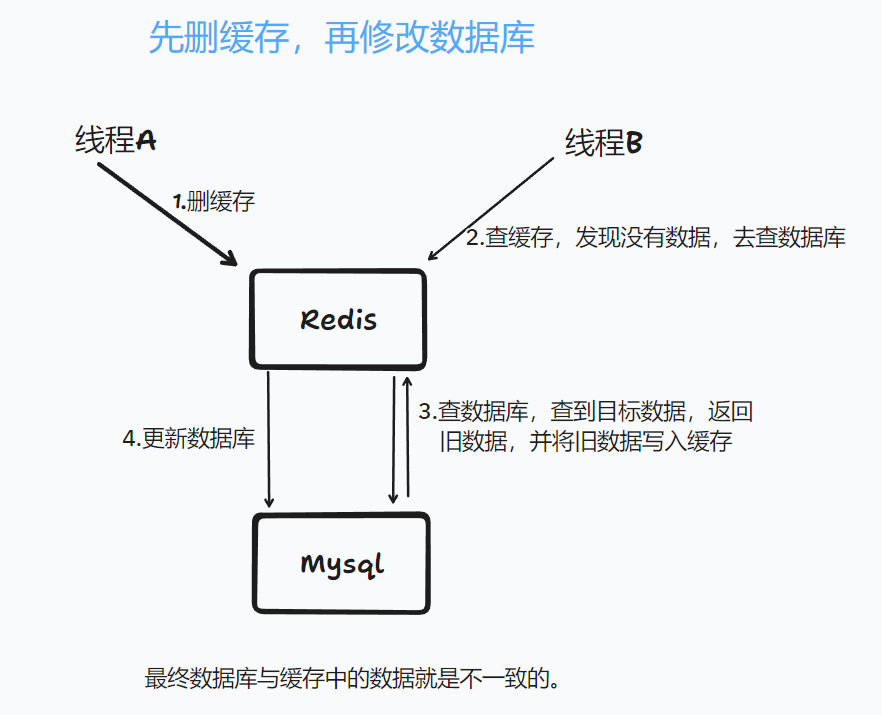 先删缓存，再修改数据库
线程A
线程B
1.删缓存
2.查缓存，发现没有数据，去查数据库
Redis
3.查数据库，查到目标数据，返回
旧数据，并将旧数据写入缓存
4.更新数据库
Mysql
最终数据库与缓存中的数据就是不一致的。